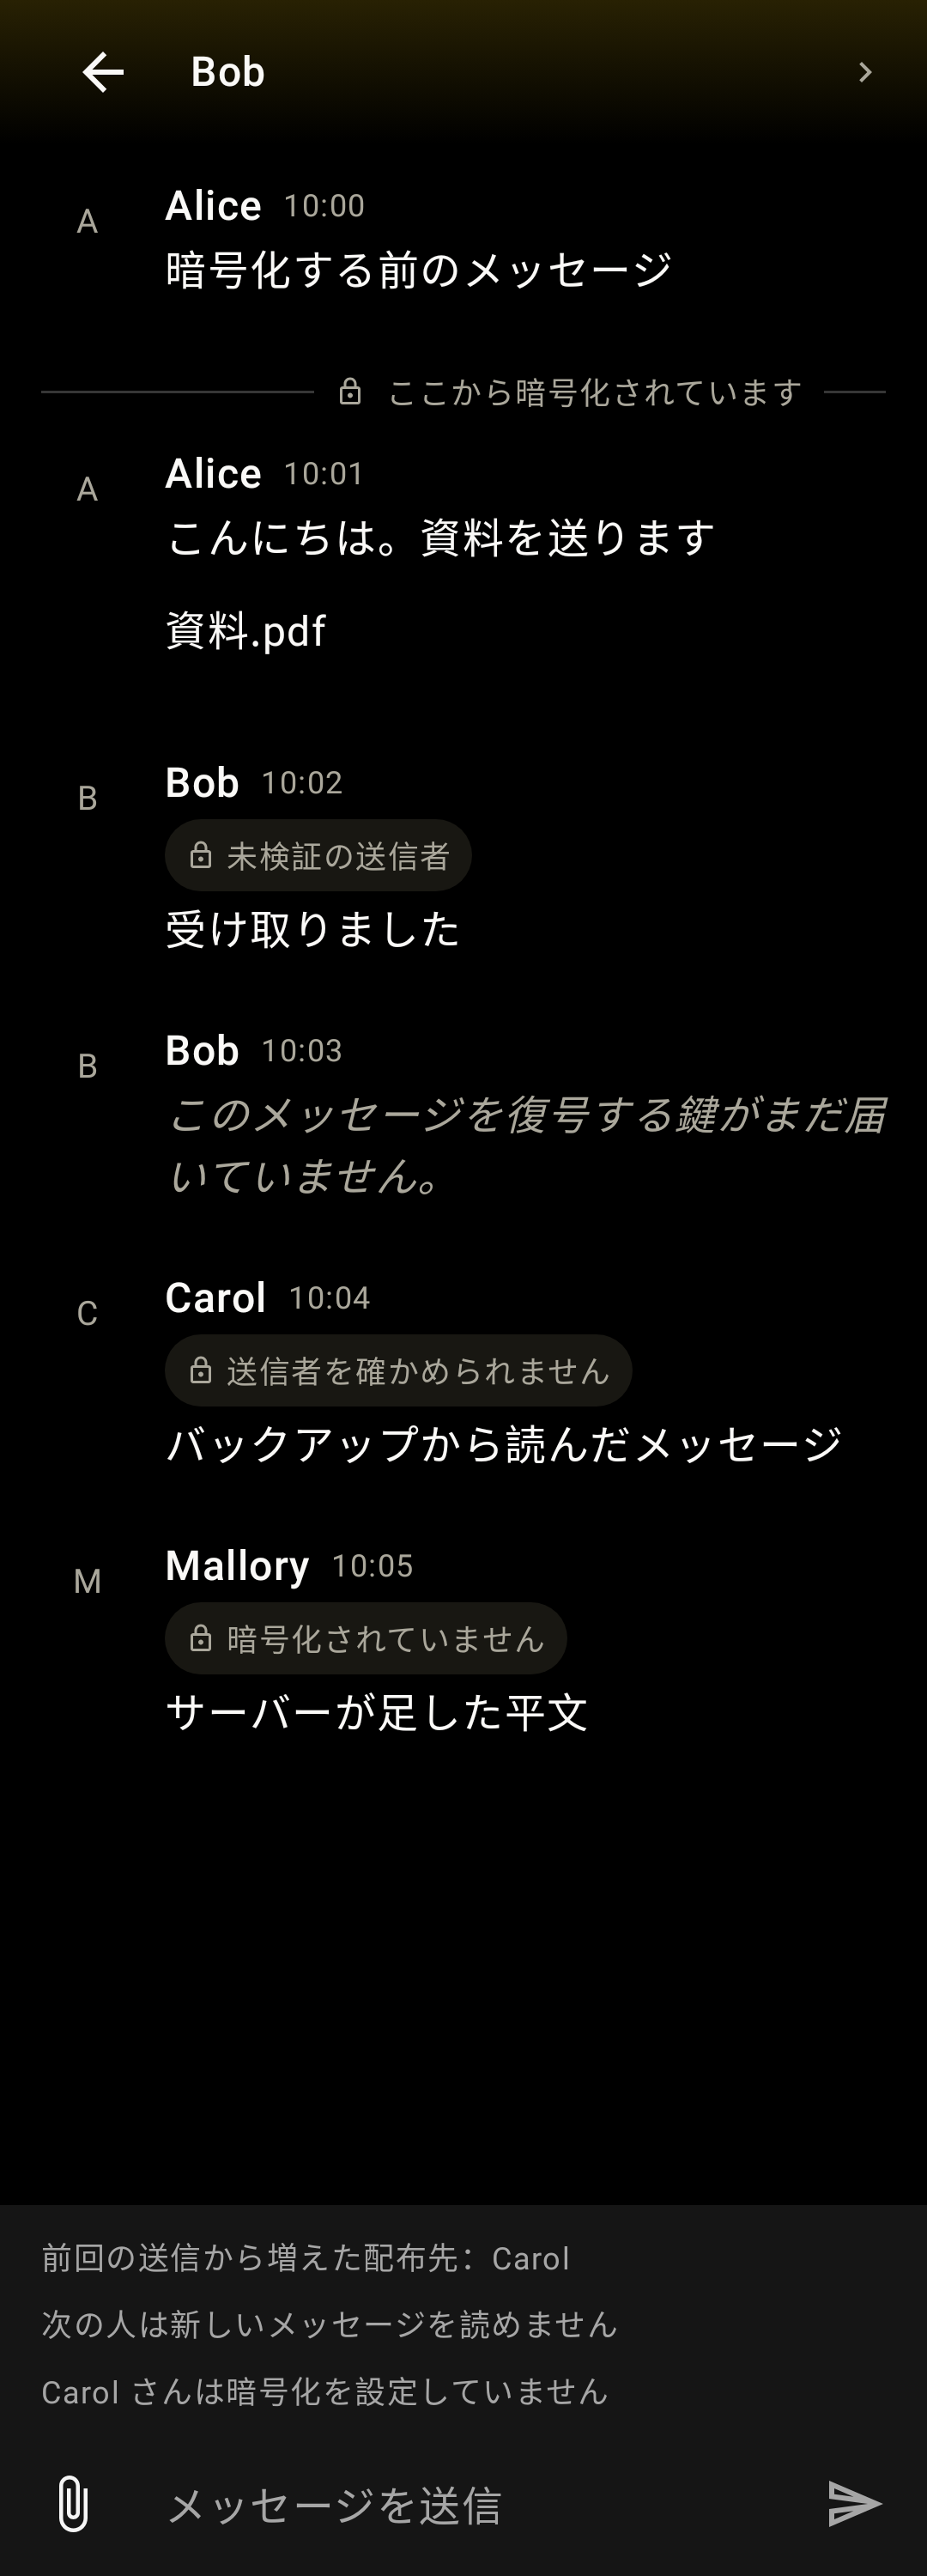 Bob
A
Alice 10:00
暗号化する前のメッセージ
ここから暗号化されています
A
Alice 10:01
こんにちは。資料を送ります
資料.pdf
B
Bob 10:02
未検証の送信者
受け取りました
B
Bob 10:03
このメッセージを復号する鍵がまだ届
いていません。
C
Carol 10:04
送信者を確かめられません
バックアップから読んだメッセージ
M
Mallory 10:05
暗号化されていません
サーバーが足した平文
前回の送信から増えた配布先: Carol
次の人は新しいメッセージを読めません
Carol さんは暗号化を設定していません
メッセージを送信